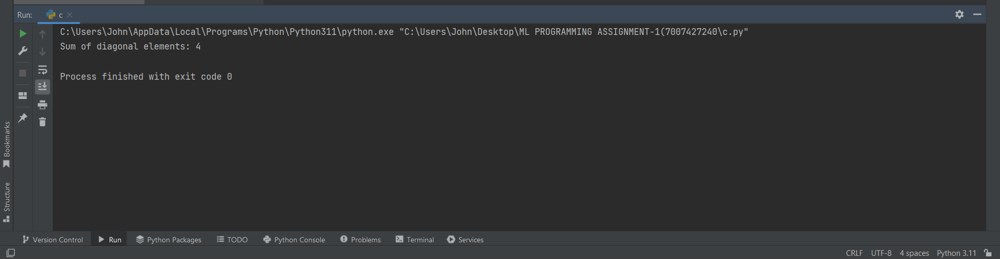 Run: c
C:\Users\John\AppData\Local\Programs\Python\Python311\python.exe "C:\Users\John\Desktop\ML PROGRAMMING ASSIGNMENT-1(7007427240\c.py"
Sum of diagonal elements: 4
Process finished with exit code 0
Bookmarks
Structure
Version Control Run Python Packages TODO Python Console Problems Terminal Services
CRLF UTF-8 4 spaces Python 3.11